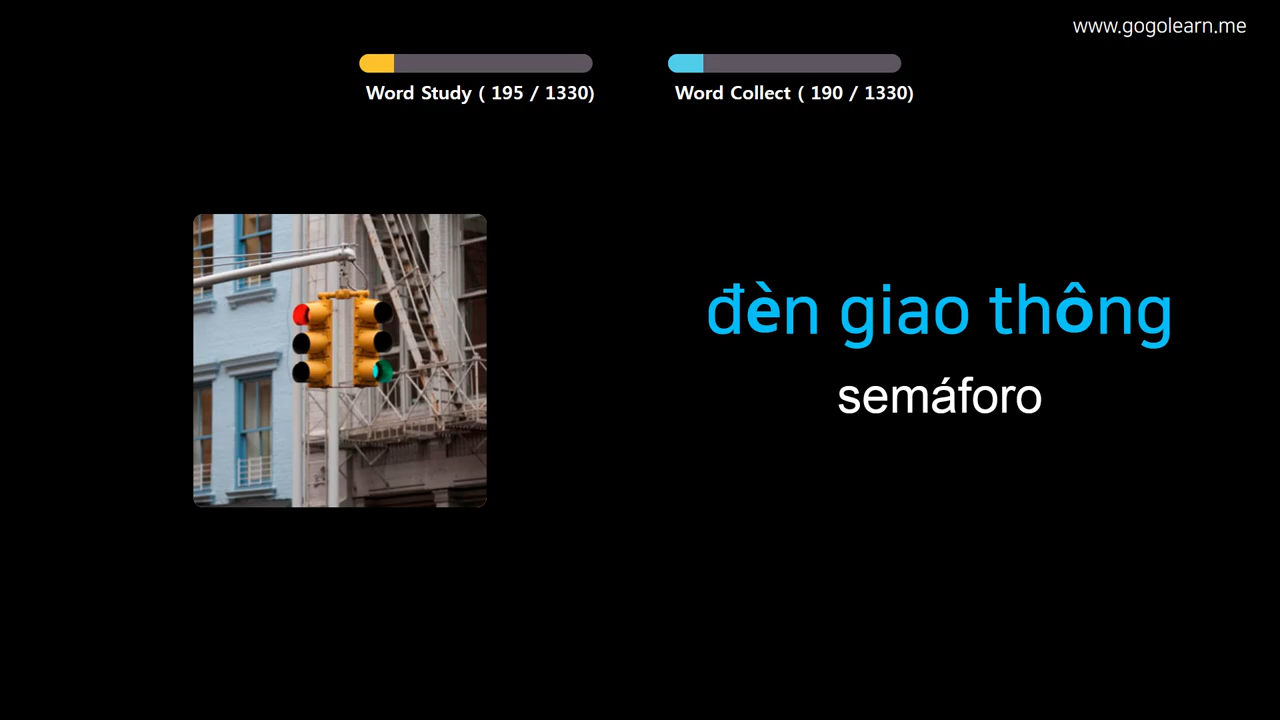 www.gogolearn.me
Word Study ( 195 / 1330)
Word Collect ( 190 / 1330)
đèn giao thông
semáforo